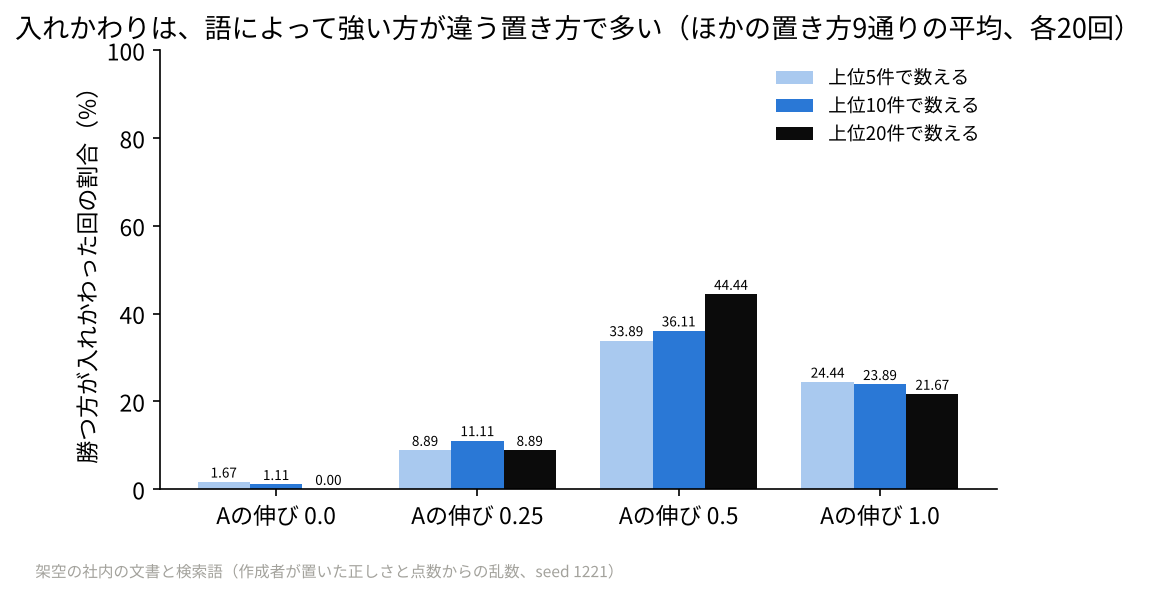 入れかわりは、語によって強い方が違う置き方で多い（ほかの置き方9通りの平均、各20回）
勝つ方が入れかわった回の割合（%）
100
80
60
40
20
0
上位5件で数える
上位10件で数える
上位20件で数える
1.67
1.11
0.00
8.89
11.11
8.89
33.89
36.11
44.44
24.44
23.89
21.67
Aの伸び 0.0
Aの伸び 0.25
Aの伸び 0.5
Aの伸び 1.0
架空の社内の文書と検索語（作成者が置いた正しさと点数からの乱数、seed 1221）